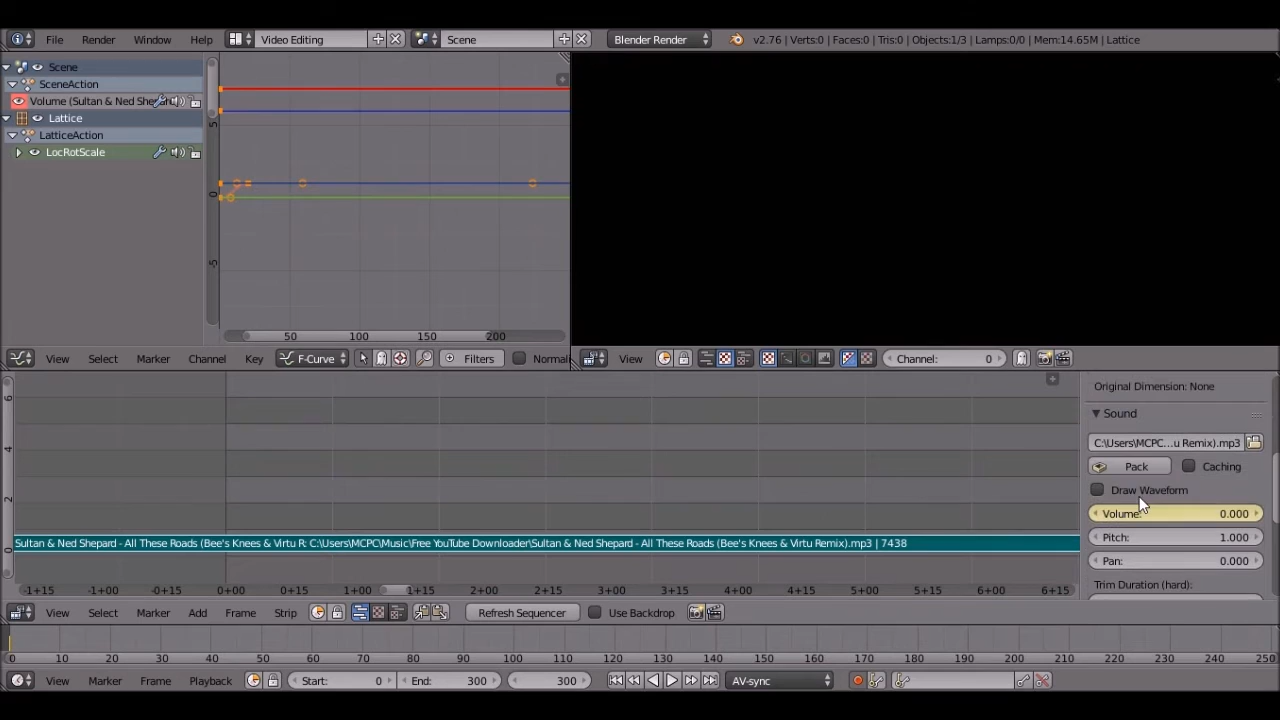 File Render Window Help Video Editing Scene Blender Render v2.76 | Verts:0 | Faces:0 | Tris:0 | Objects:1/3 | Lamps:0/0 | Mem:14.65M | Lattice
Scene
SceneAction
Volume (Sultan & Ned Shepard
Lattice
LatticeAction
LocRotScale
5
0
-5
50 100 150 200
View Select Marker Channel Key F-Curve Filters Normal
View Channel: 0
Original Dimension: None
Sound
C:\Users\MCPC...u Remix).mp3
Pack Caching
Draw Waveform
Volume: 0.000
Pitch: 1.000
Pan: 0.000
Trim Duration (hard):
6
4
2
0
Sultan & Ned Shepard - All These Roads (Bee's Knees & Virtu R: C:\Users\MCPC\Music\Free YouTube Downloader\Sultan & Ned Shepard - All These Roads (Bee's Knees & Virtu Remix).mp3 | 7438
-1+15 -1+00 -0+15 0+00 0+15 1+00 1+15 2+00 2+15 3+00 3+15 4+00 4+15 5+00 5+15 6+00 6+15
View Select Marker Add Frame Strip Refresh Sequencer Use Backdrop
0 10 20 30 40 50 60 70 80 90 100 110 120 130 140 150 160 170 180 190 200 210 220 230 240 250
View Marker Frame Playback Start: 0 End: 300 300 AV-sync